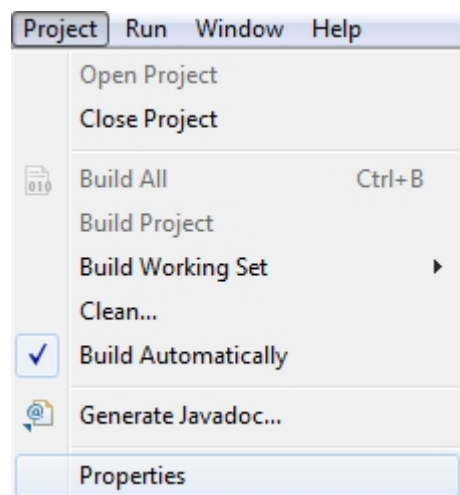 Project Run Window Help
Open Project
Close Project
010
Build All Ctrl+B
Build Project
Build Working Set
Clean...
Build Automatically
@
Generate Javadoc...
Properties